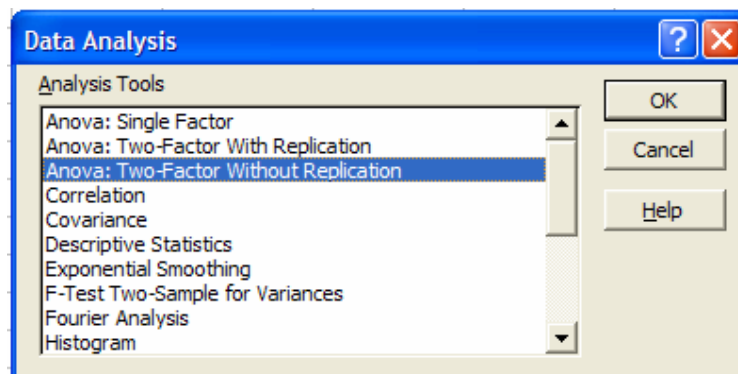 Data Analysis
Analysis Tools
Anova: Single Factor
Anova: Two-Factor With Replication
Anova: Two-Factor Without Replication
Correlation
Covariance
Descriptive Statistics
Exponential Smoothing
F-Test Two-Sample for Variances
Fourier Analysis
Histogram
OK
Cancel
Help